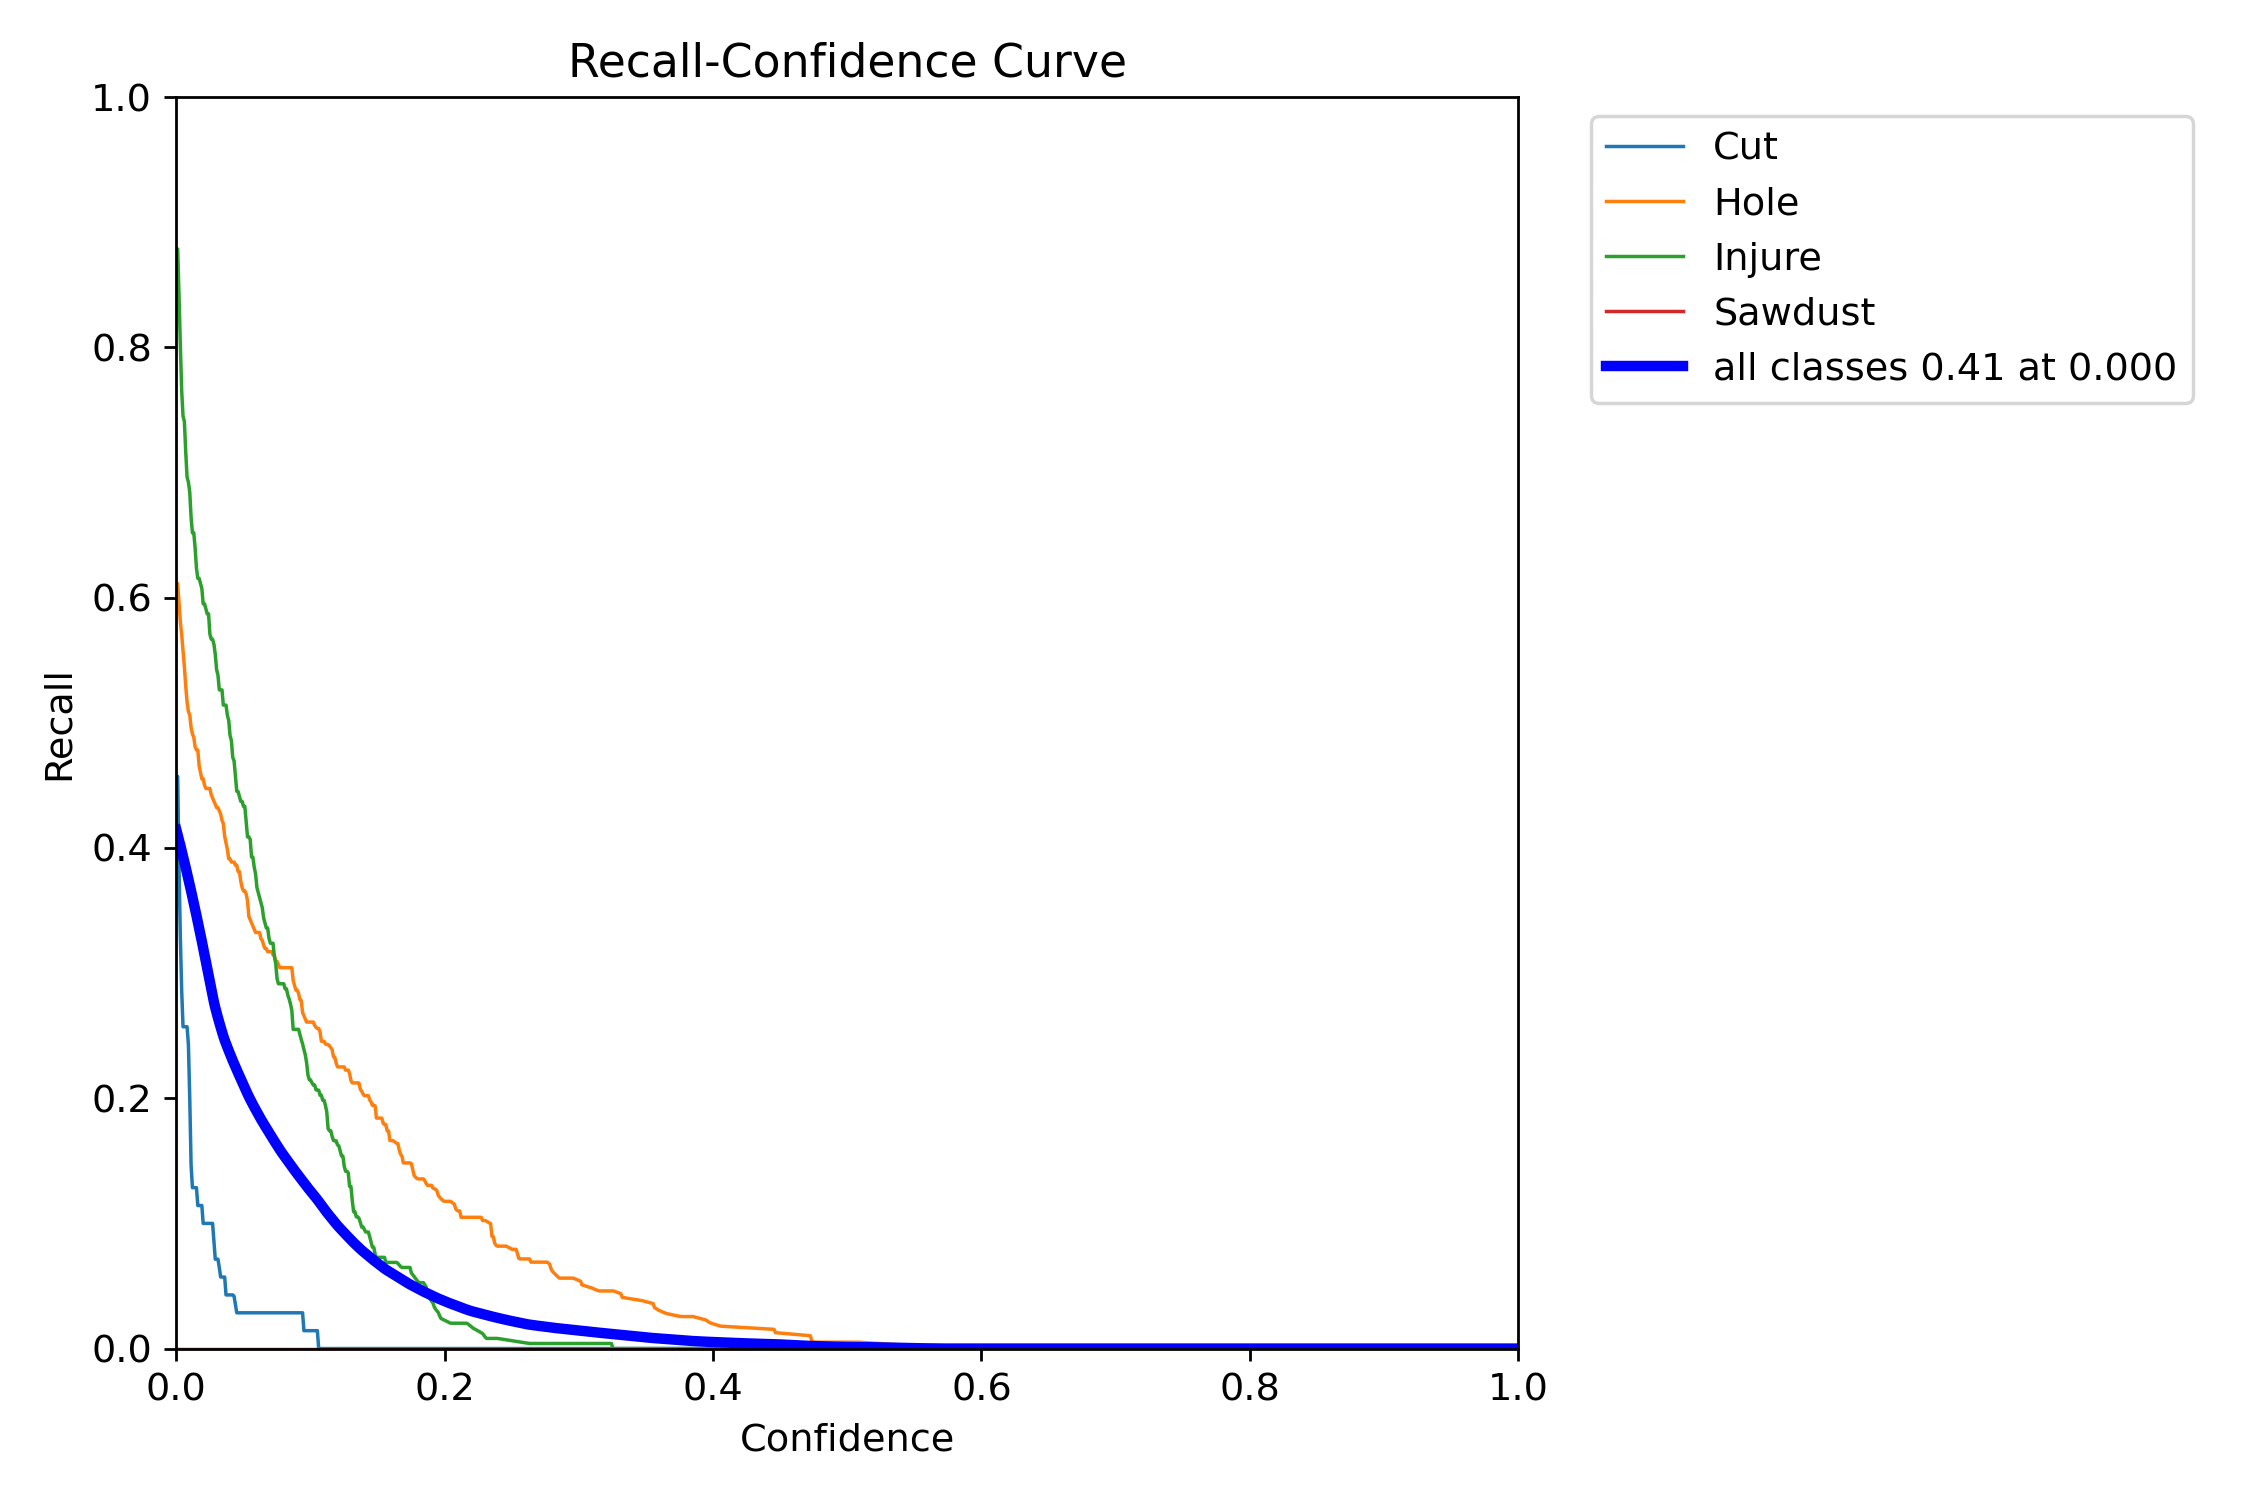 Recall-Confidence Curve
1.0
0.8
0.6
0.4
0.2
0.0
Recall
0.0 0.2 0.4 0.6 0.8 1.0
Confidence
Cut
Hole
Injure
Sawdust
all classes 0.41 at 0.000